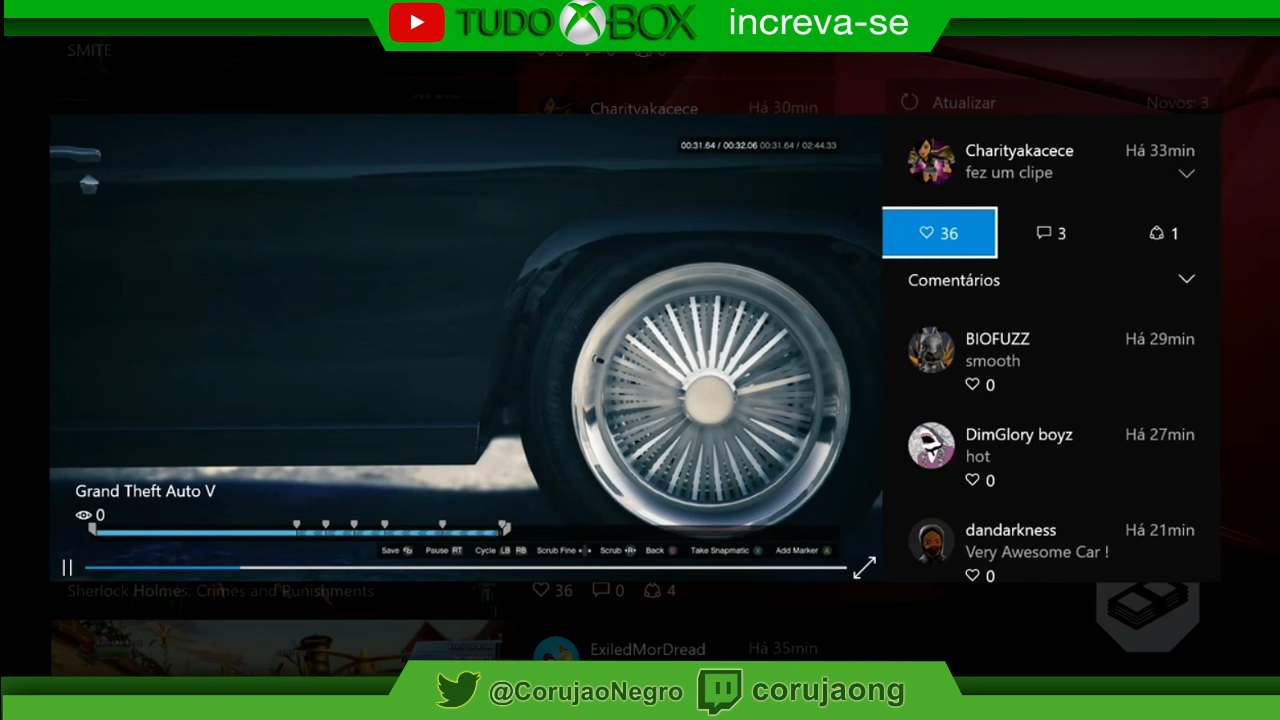 TUDO XBOX increva-se
SMITE
Charityakacece Há 30min
Atualizar Novos: 3
00:31.64 / 00:32.06 00:31.64 / 02:44.33
Charityakacece Há 33min
fez um clipe
36 3 1
Comentários
BIOFUZZ Há 29min
smooth
0
DimGlory boyz Há 27min
hot
0
dandarkness Há 21min
Very Awesome Car !
0
Grand Theft Auto V
0
Save Pause RT Cycle LB RB Scrub Fine Scrub R Back B Take Snapmatic X Add Marker A
Sherlock Holmes: Crimes and Punishments
36 0 4
ExiledMorDread Há 35min
@CorujaoNegro corujaong